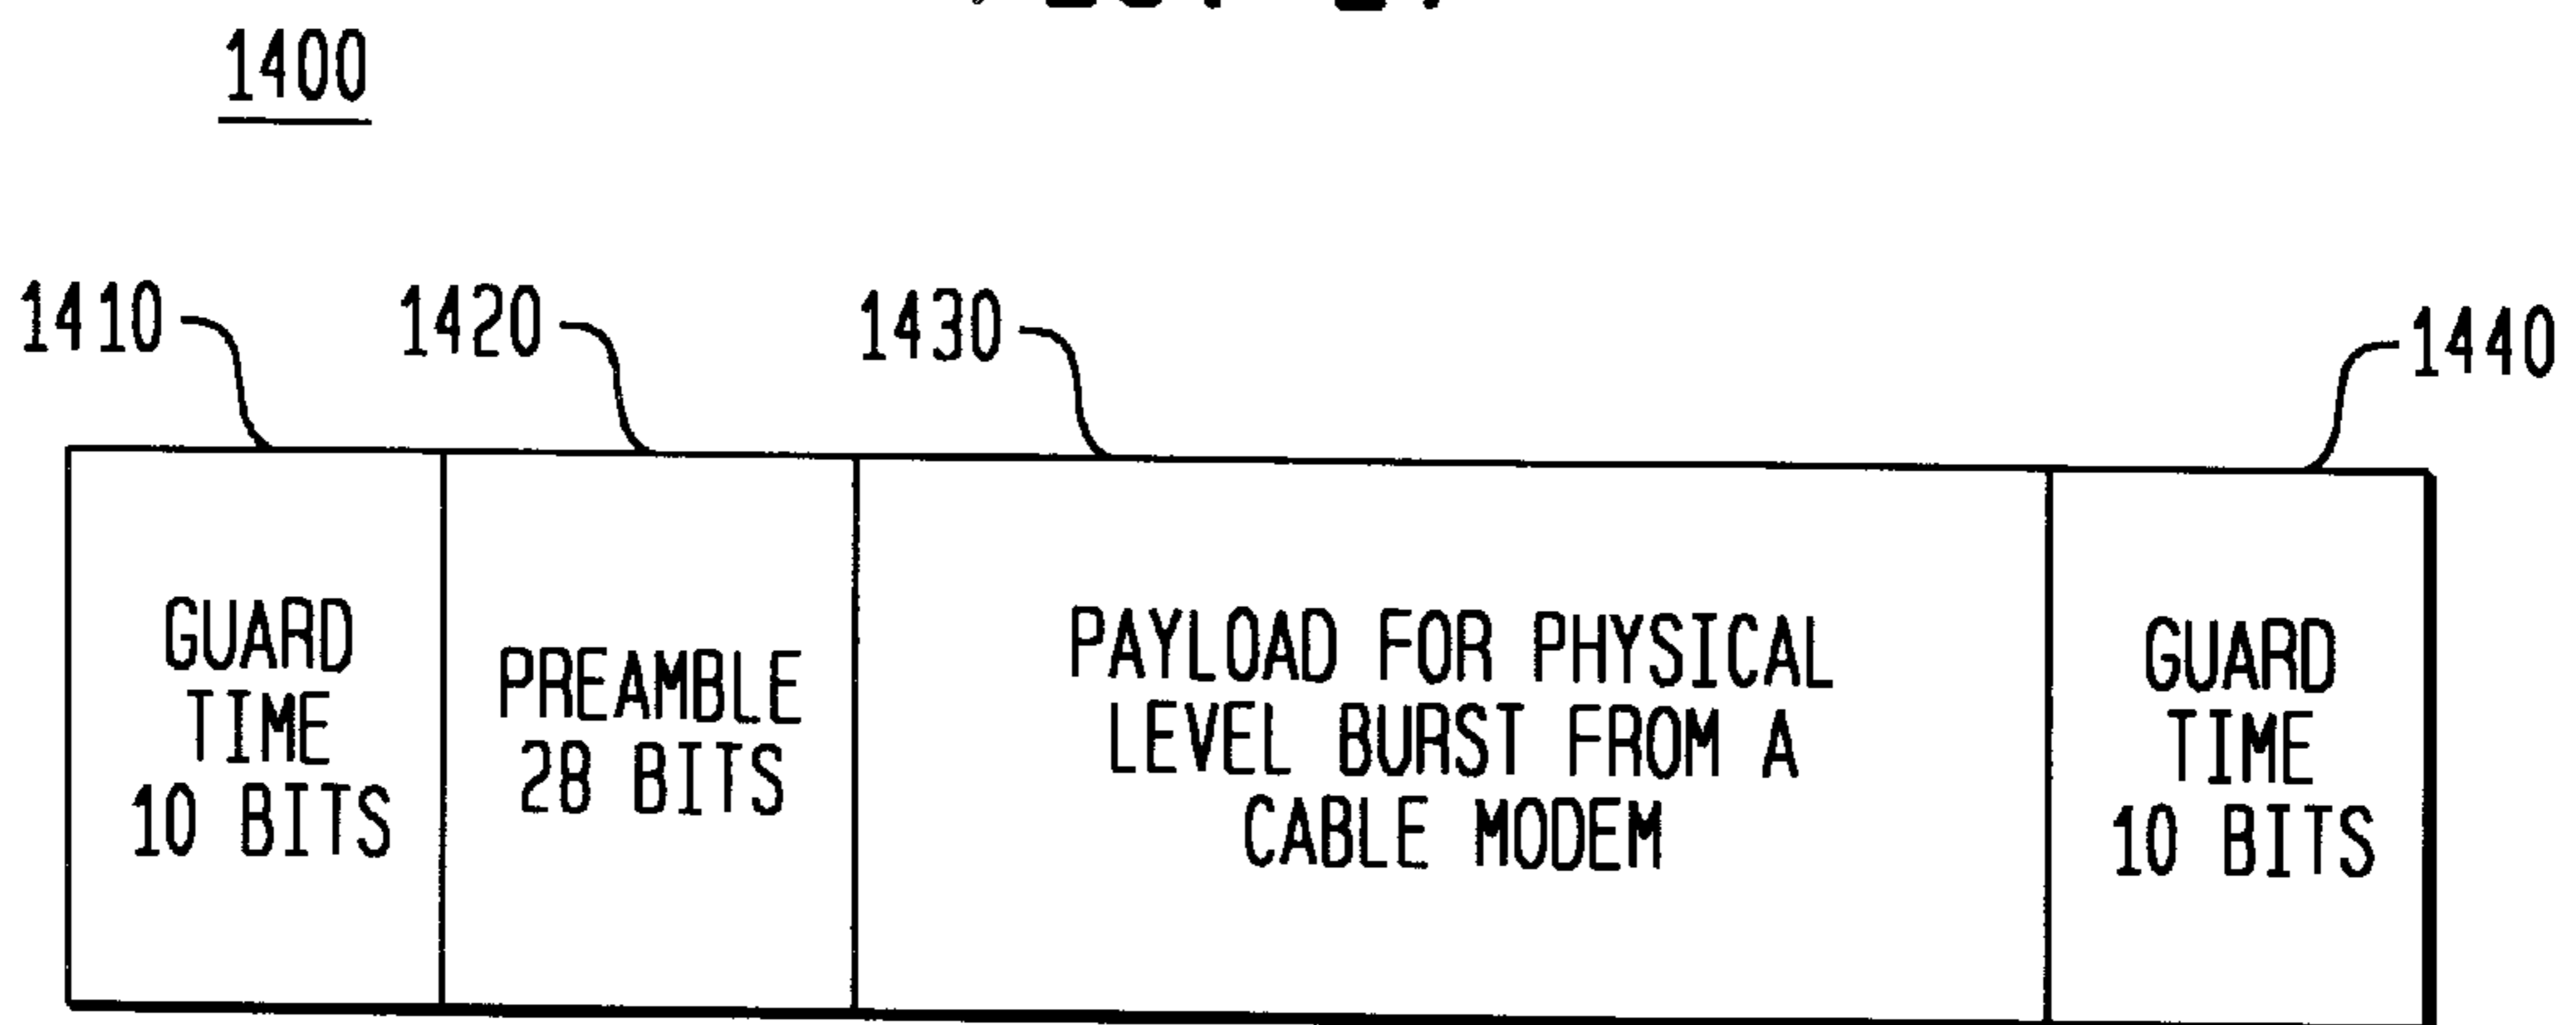 1400
1410
1420
1430
1440
GUARD
TIME
10 BITS
PREAMBLE
28 BITS
PAYLOAD FOR PHYSICAL
LEVEL BURST FROM A
CABLE MODEM
GUARD
TIME
10 BITS